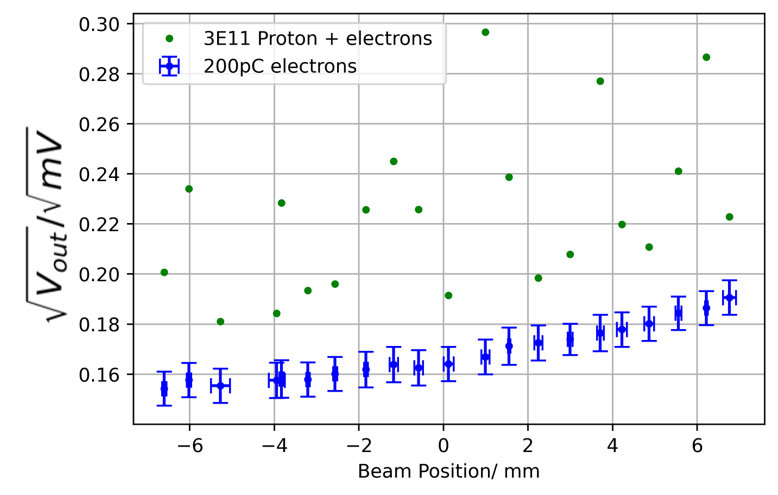 0.30
0.28
0.26
0.24
0.22
0.20
0.18
0.16
√V_out/√mV
3E11 Proton + electrons
200pC electrons
−6 −4 −2 0 2 4 6
Beam Position/ mm